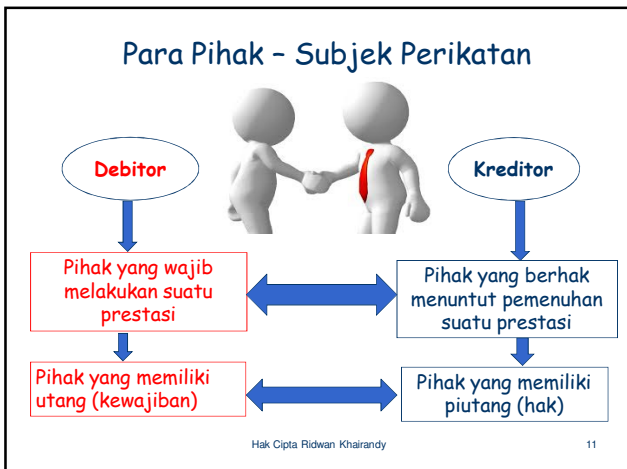 Para Pihak – Subjek Perikatan
Debitor
Kreditor
Pihak yang wajib
melakukan suatu
prestasi
Pihak yang berhak
menuntut pemenuhan
suatu prestasi
Pihak yang memiliki
utang (kewajiban)
Pihak yang memiliki
piutang (hak)
Hak Cipta Ridwan Khairandy
11